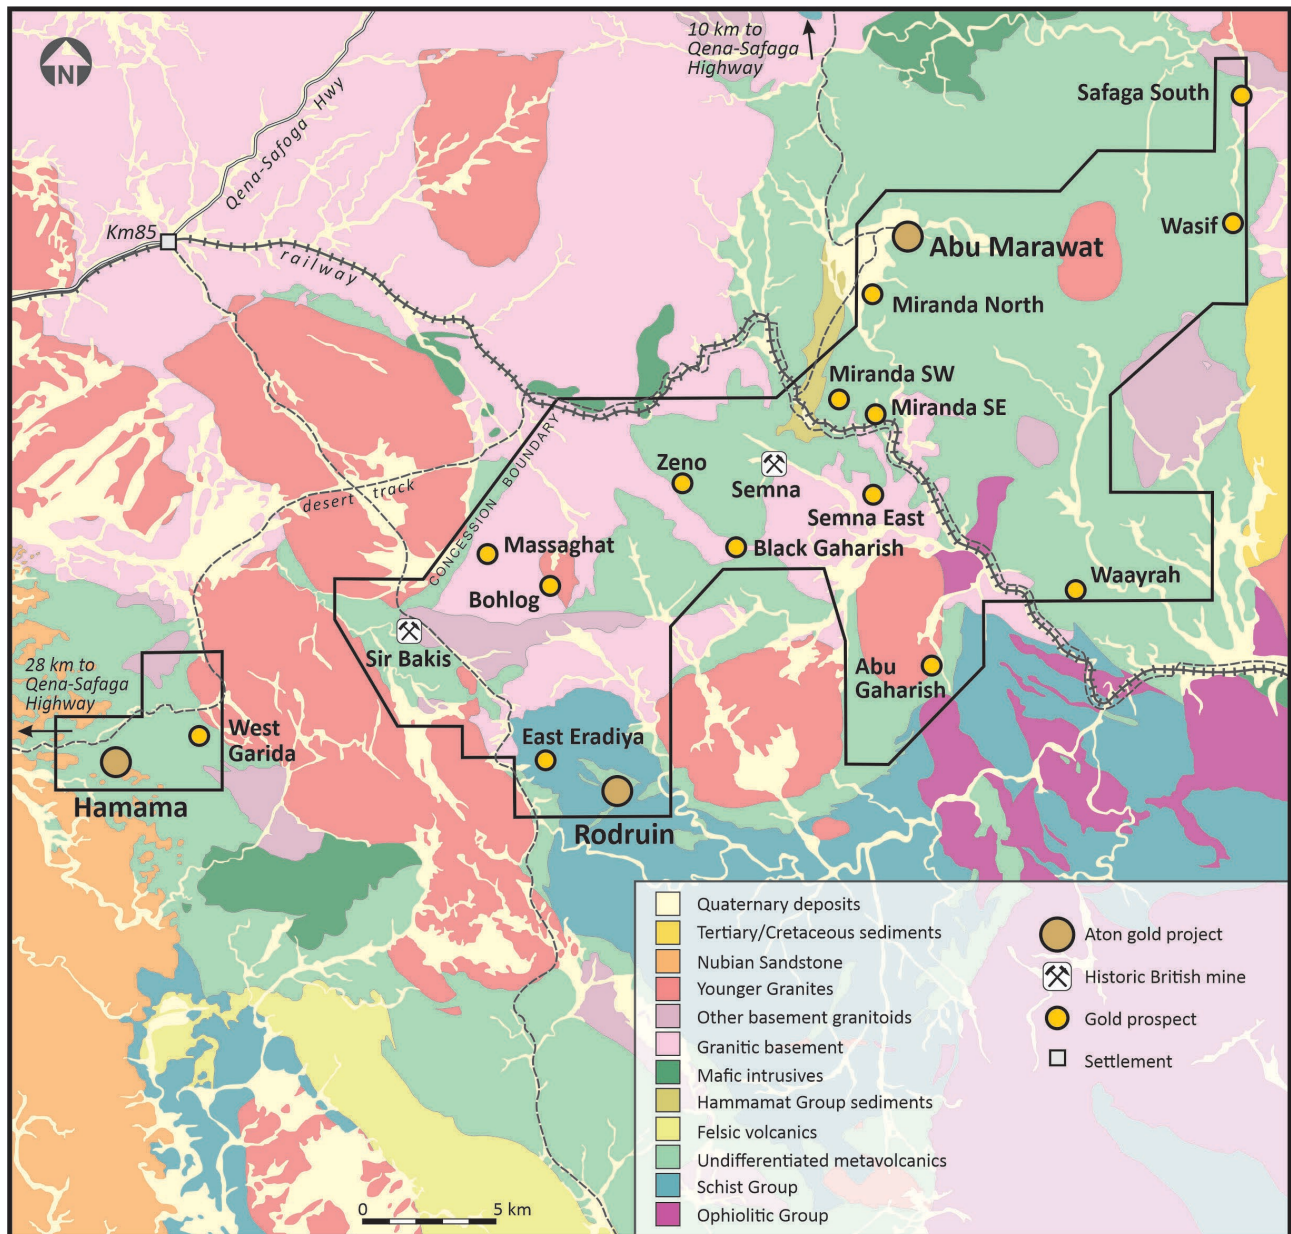 N
10 km to
Qena-Safaga
Highway
Safaga South
Qena-Safoga Hwy
Km85
railway
Wasif
Abu Marawat
Miranda North
Miranda SW
Miranda SE
CONCESSION BOUNDARY
Zeno
Semna
Semna East
desert track
Massaghat
Black Gaharish
Bohlog
Waayrah
Sir Bakis
28 km to
Qena-Safaga
Highway
Abu
Gaharish
West
Garida
East Eradiya
Hamama
Rodruin
Quaternary deposits
Tertiary/Cretaceous sediments
Nubian Sandstone
Younger Granites
Other basement granitoids
Granitic basement
Mafic intrusives
Hammamat Group sediments
Felsic volcanics
Undifferentiated metavolcanics
Schist Group
Ophiolitic Group
Aton gold project
Historic British mine
Gold prospect
Settlement
0 5 km